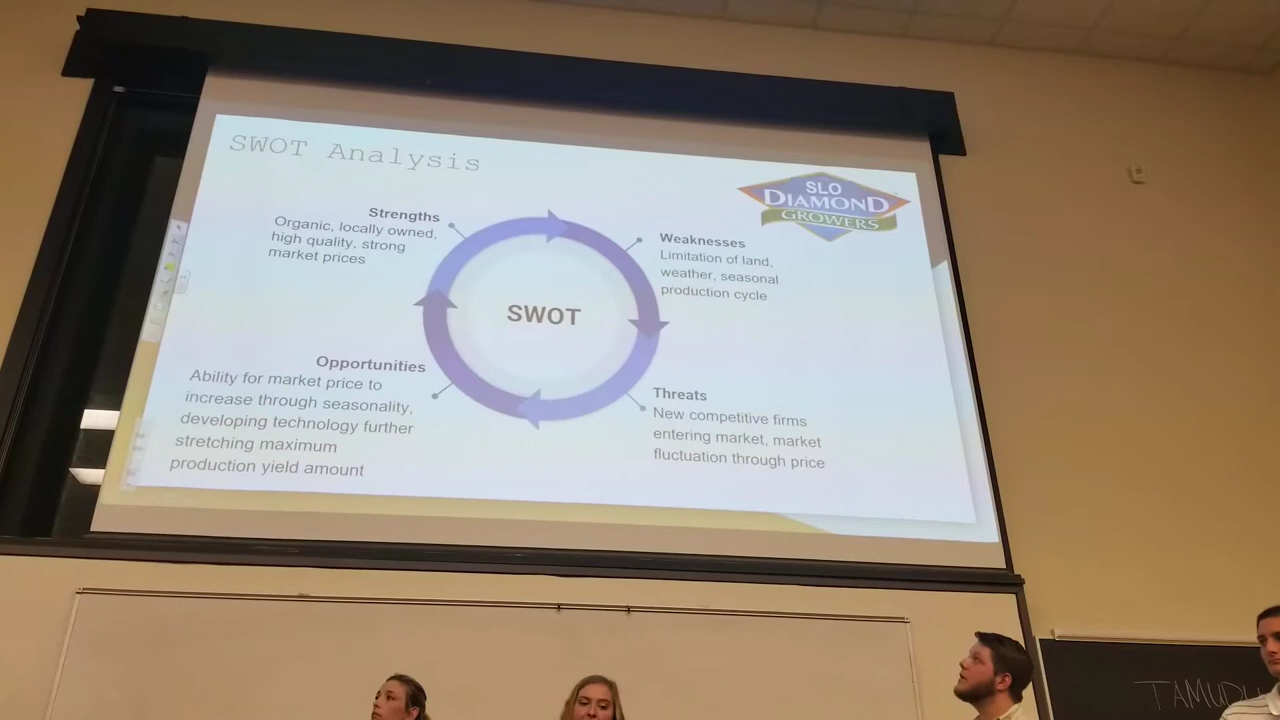 SWOT Analysis
SLO
DIAMOND
GROWERS
Strengths
Organic, locally owned,
high quality, strong
market prices
Weaknesses
Limitation of land,
weather, seasonal
production cycle
SWOT
Opportunities
Ability for market price to
increase through seasonality,
developing technology further
stretching maximum
production yield amount
Threats
New competitive firms
entering market, market
fluctuation through price